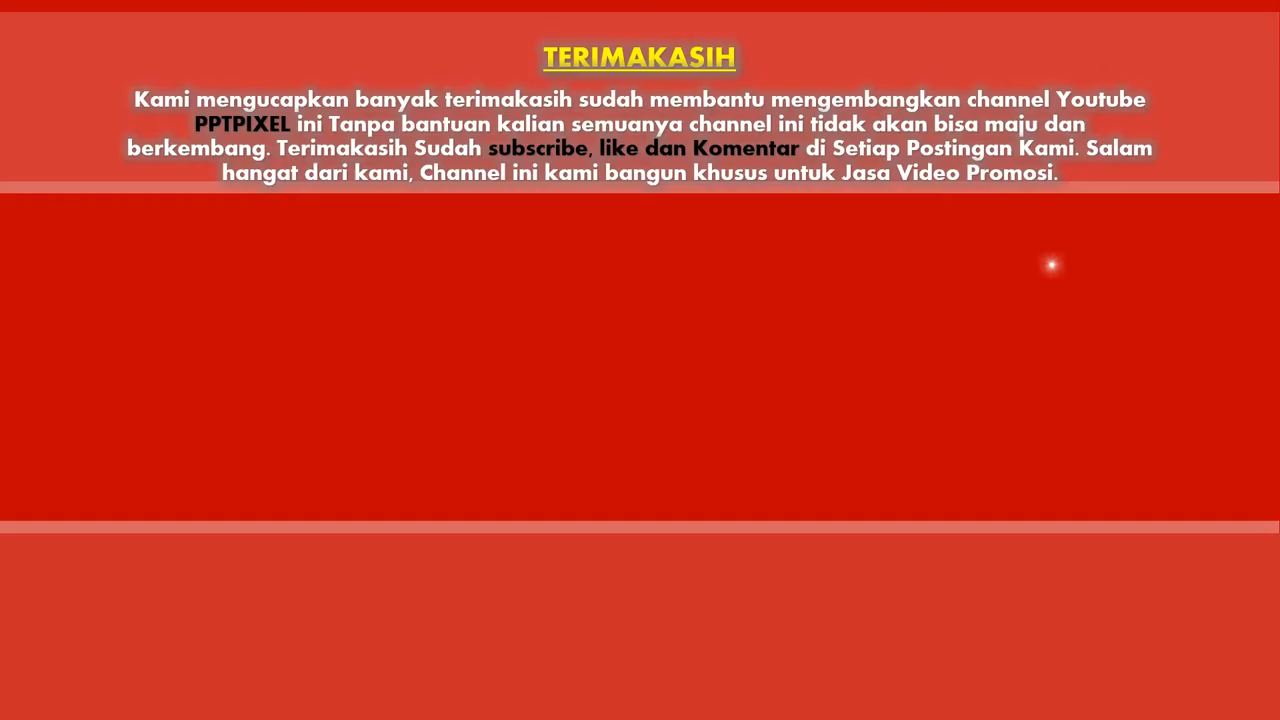 TERIMAKASIH
Kami mengucapkan banyak terimakasih sudah membantu mengembangkan channel Youtube
PPTPIXEL ini Tanpa bantuan kalian semuanya channel ini tidak akan bisa maju dan
berkembang. Terimakasih Sudah subscribe, like dan Komentar di Setiap Postingan Kami. Salam
hangat dari kami, Channel ini kami bangun khusus untuk Jasa Video Promosi.